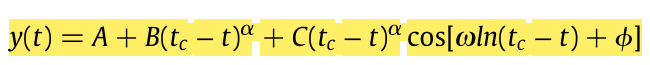 y(t) = A + B(t_c − t)^α + C(t_c − t)^α cos[ωln(t_c − t) + ϕ]